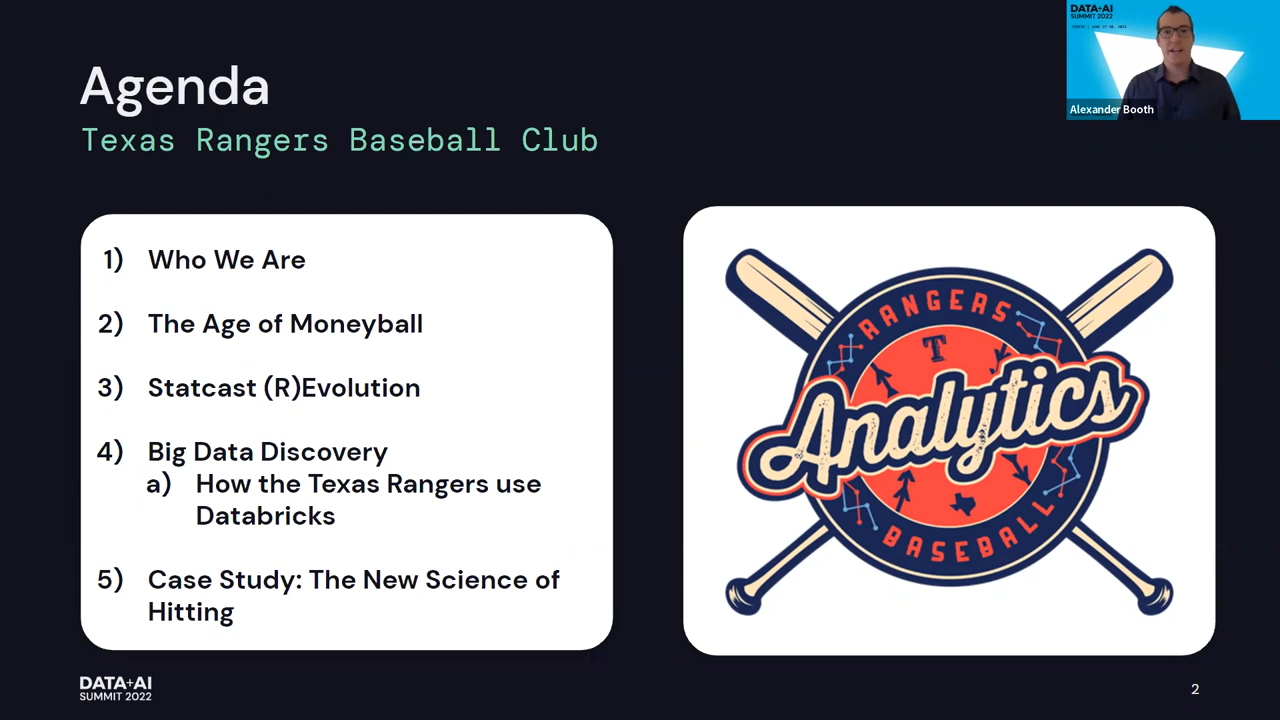 DATA+AI
SUMMIT 2022
Alexander Booth
Agenda
Texas Rangers Baseball Club
1) Who We Are
2) The Age of Moneyball
3) Statcast (R)Evolution
4) Big Data Discovery
a) How the Texas Rangers use
Databricks
5) Case Study: The New Science of
Hitting
RANGERS
T
Analytics
BASEBALL
DATA+AI
SUMMIT 2022
2